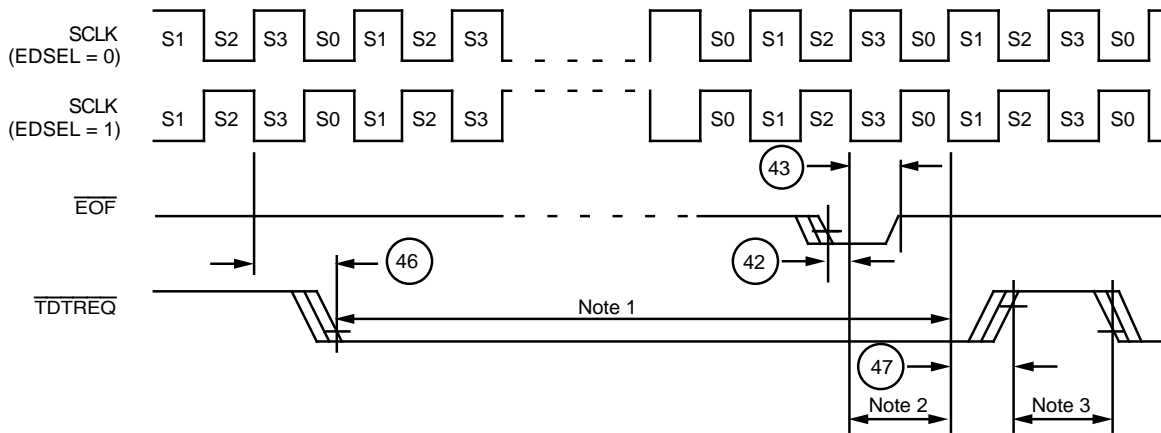 SCLK
(EDSEL = 0)
S1 S2 S3 S0 S1 S2 S3 S0 S1 S2 S3 S0 S1 S2 S3 S0
SCLK
(EDSEL = 1)
S1 S2 S3 S0 S1 S2 S3 S0 S1 S2 S3 S0 S1 S2 S3 S0
43
EOF
46
42
TDTREQ
Note 1
47
Note 2
Note 3